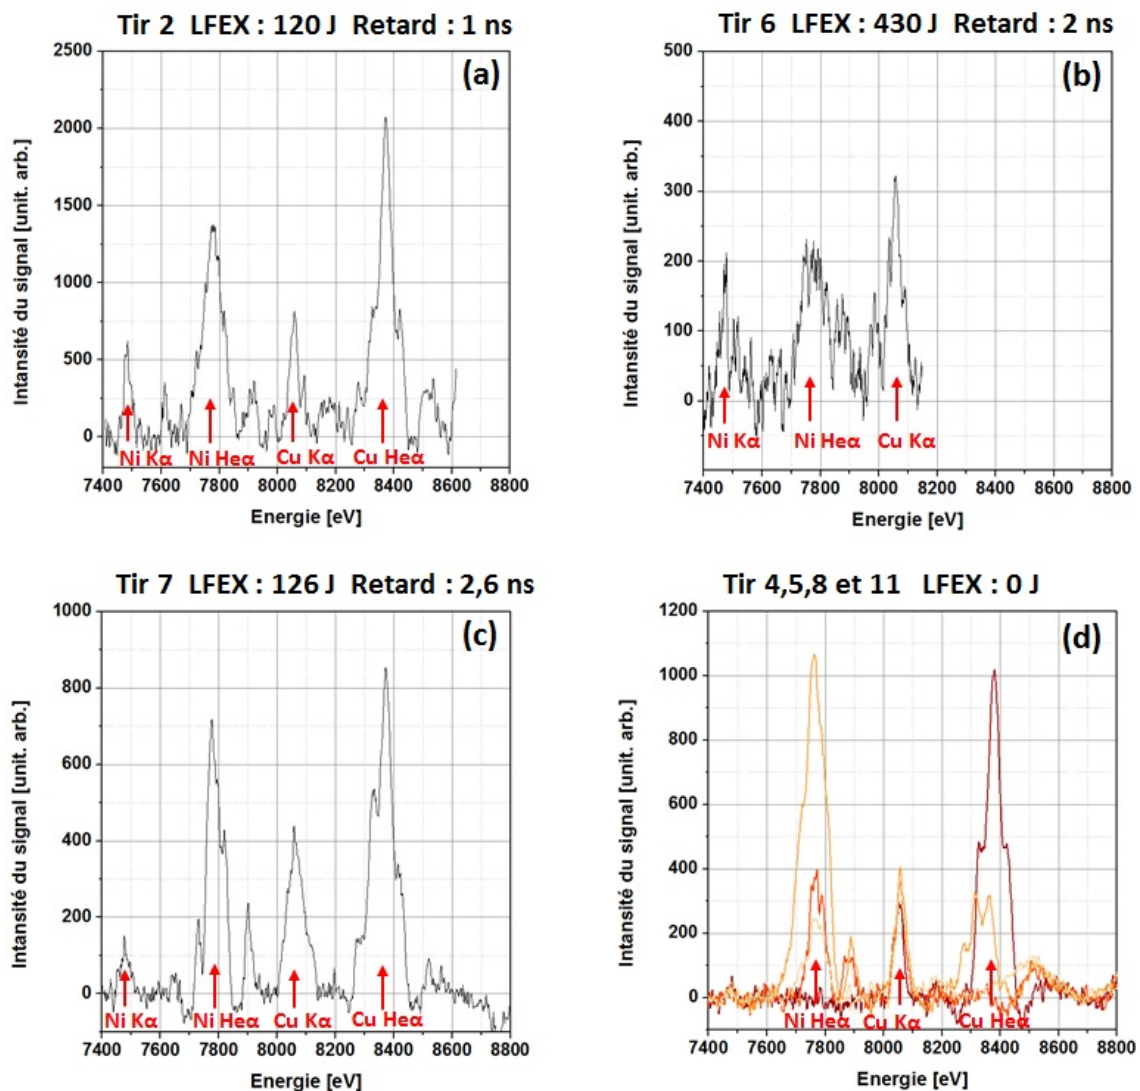 Tir 2 LFEX : 120 J Retard : 1 ns
(a)
Intansité du signal [unit. arb.]
2500
2000
1500
1000
500
0
Ni Kα
Ni Heα
Cu Kα
Cu Heα
7400 7600 7800 8000 8200 8400 8600 8800
Energie [eV]
Tir 6 LFEX : 430 J Retard : 2 ns
(b)
Intansité du signal [unit. arb.]
500
400
300
200
100
0
Ni Kα
Ni Heα
Cu Kα
7400 7600 7800 8000 8200 8400 8600 8800
Energie [eV]
Tir 7 LFEX : 126 J Retard : 2,6 ns
(c)
Intansité du signal [unit. arb.]
1000
800
600
400
200
0
Ni Kα
Ni Heα
Cu Kα
Cu Heα
7400 7600 7800 8000 8200 8400 8600 8800
Energie [eV]
Tir 4,5,8 et 11 LFEX : 0 J
(d)
Intansité du signal [unit. arb.]
1200
1000
800
600
400
200
0
Ni Heα
Cu Kα
Cu Heα
7400 7600 7800 8000 8200 8400 8600 8800
Energie [eV]